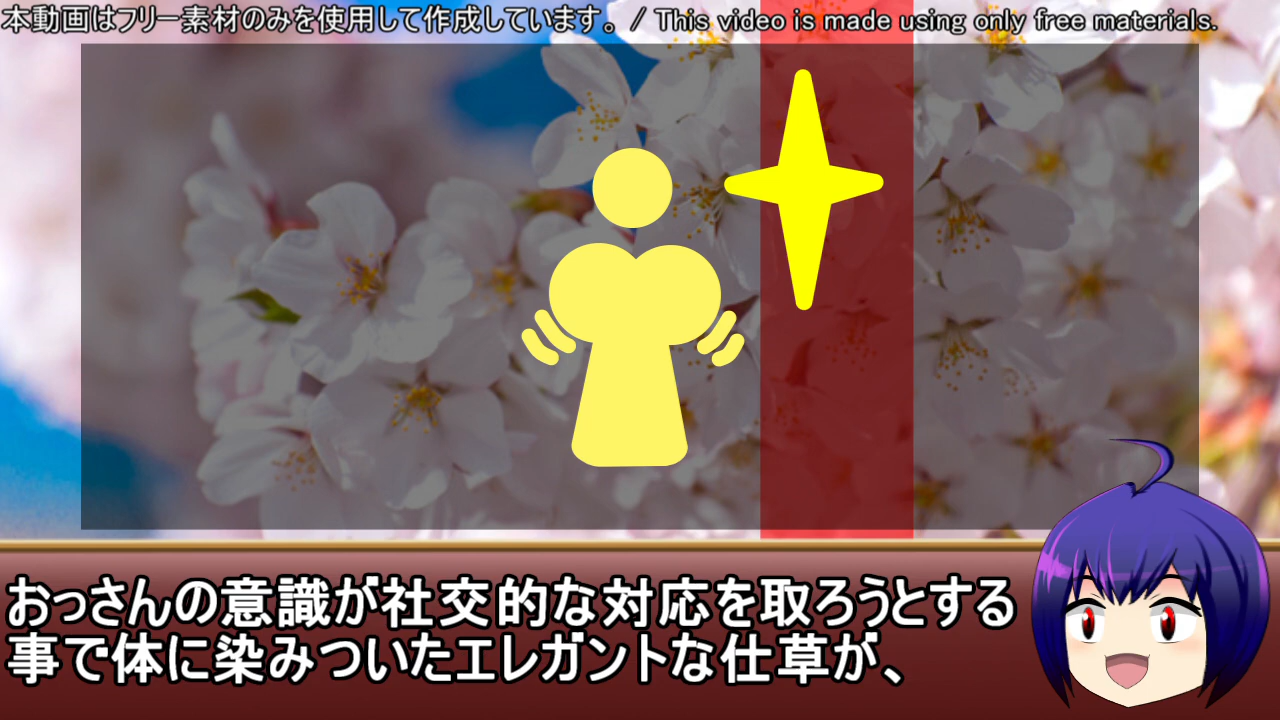 本動画はフリー素材のみを使用して作成しています。 / This video is made using only free materials.
おっさんの意識が社交的な対応を取ろうとする
事で体に染みついたエレガントな仕草が、